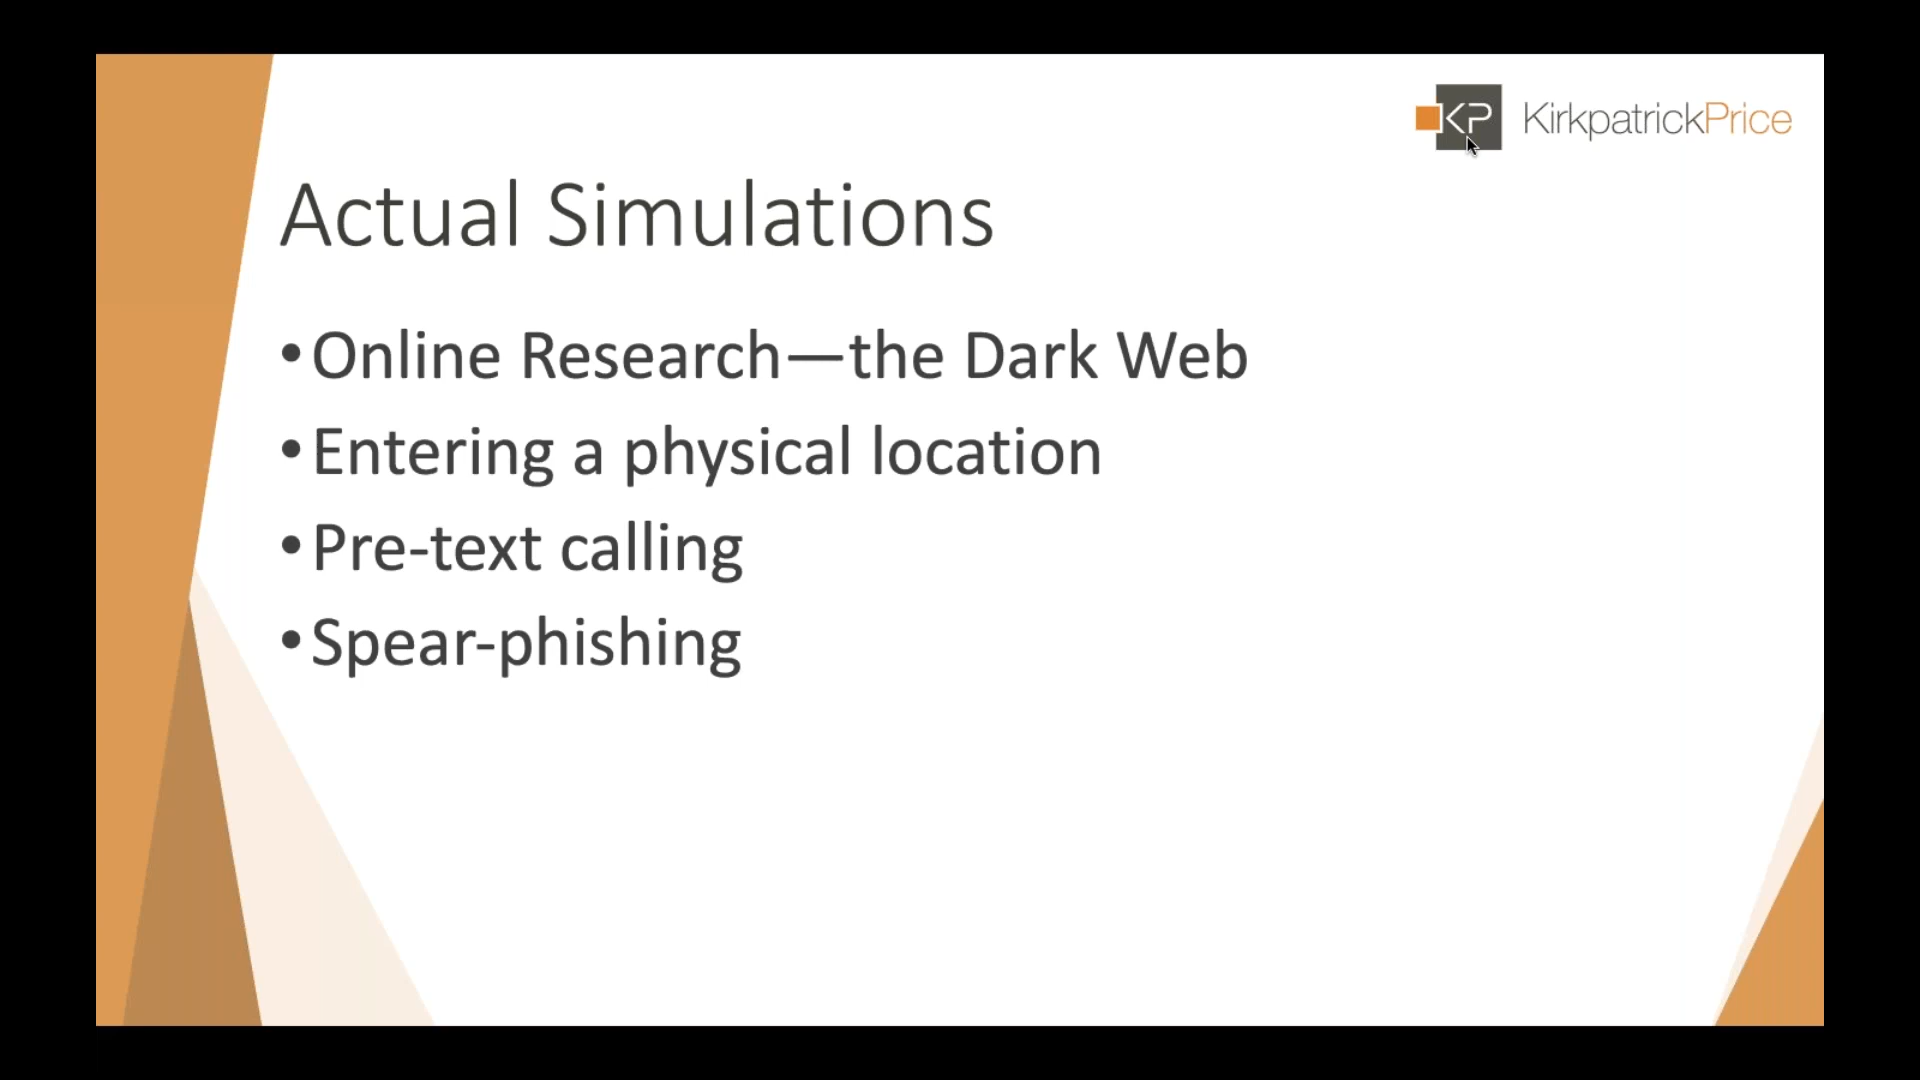 KP KirkpatrickPrice
Actual Simulations
•Online Research—the Dark Web
•Entering a physical location
•Pre-text calling
•Spear-phishing